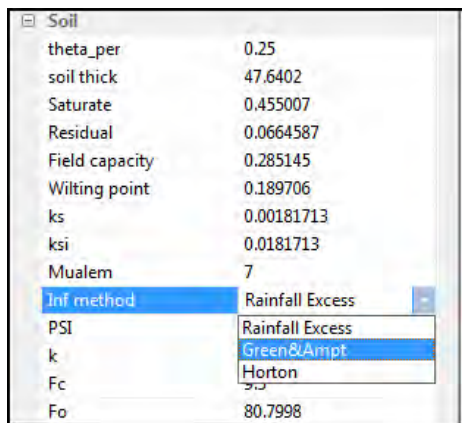 Soil
theta_per 0.25
soil thick 47.6402
Saturate 0.455007
Residual 0.0664587
Field capacity 0.285145
Wilting point 0.189706
ks 0.00181713
ksi 0.0181713
Mualem 7
Inf method Rainfall Excess
PSI Rainfall Excess
k Green&Ampt
Fc Horton
Fo 80.7998